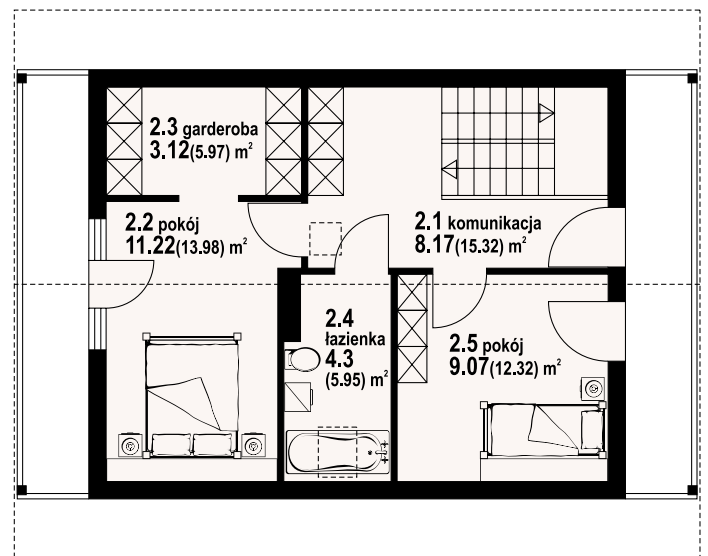 2.3 garderoba
3.12(5.97) m²
2.2 pokój
11.22(13.98) m²
2.1 komunikacja
8.17(15.32) m²
2.4
łazienka
4.3
(5.95) m²
2.5 pokój
9.07(12.32) m²